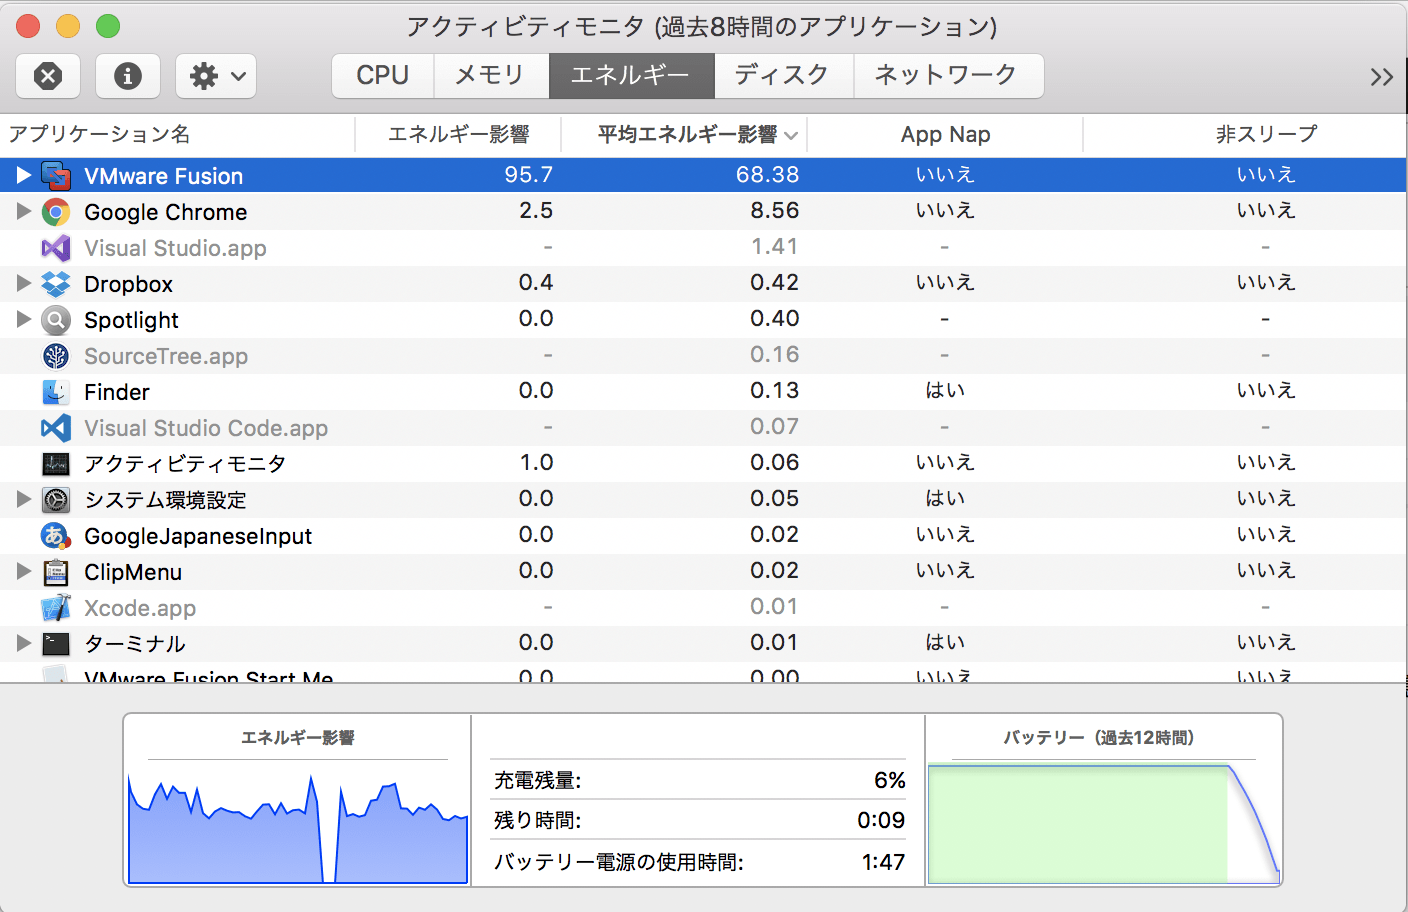 アクティビティモニタ (過去8時間のアプリケーション)
CPU メモリ エネルギー ディスク ネットワーク
アプリケーション名 エネルギー影響 平均エネルギー影響 App Nap 非スリープ
VMware Fusion 95.7 68.38 いいえ いいえ
Google Chrome 2.5 8.56 いいえ いいえ
Visual Studio.app - 1.41 - -
Dropbox 0.4 0.42 いいえ いいえ
Spotlight 0.0 0.40 - -
SourceTree.app - 0.16 - -
Finder 0.0 0.13 はい いいえ
Visual Studio Code.app - 0.07 - -
アクティビティモニタ 1.0 0.06 いいえ いいえ
システム環境設定 0.0 0.05 はい いいえ
GoogleJapaneseInput 0.0 0.02 いいえ いいえ
ClipMenu 0.0 0.02 いいえ いいえ
Xcode.app - 0.01 - -
ターミナル 0.0 0.01 はい いいえ
VMware Fusion Start Me 0.0 0.00 いいえ いいえ
エネルギー影響
充電残量: 6%
残り時間: 0:09
バッテリー電源の使用時間: 1:47
バッテリー（過去12時間）